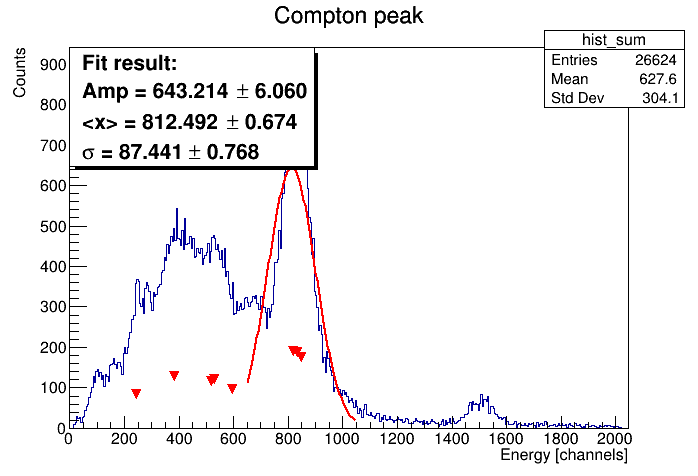 Compton peak
hist_sum
Entries 26624
Mean 627.6
Std Dev 304.1
Fit result:
Amp = 643.214 ± 6.060
<x> = 812.492 ± 0.674
σ = 87.441 ± 0.768
Counts
900
800
700
600
500
400
300
200
100
0
0 200 400 600 800 1000 1200 1400 1600 1800 2000
Energy [channels]